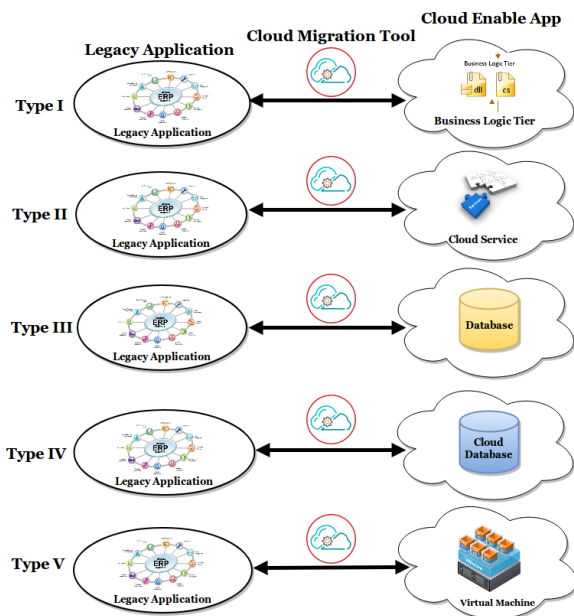 Cloud Enable App
Legacy Application
Cloud Migration Tool
Type I
ERP
Legacy Application
Business Logic Tier
dll
cs
Business Logic Tier
Type II
ERP
Legacy Application
Cloud Service
Type III
ERP
Legacy Application
Database
Type IV
ERP
Legacy Application
Cloud
Database
Type V
ERP
Legacy Application
Virtual Machine